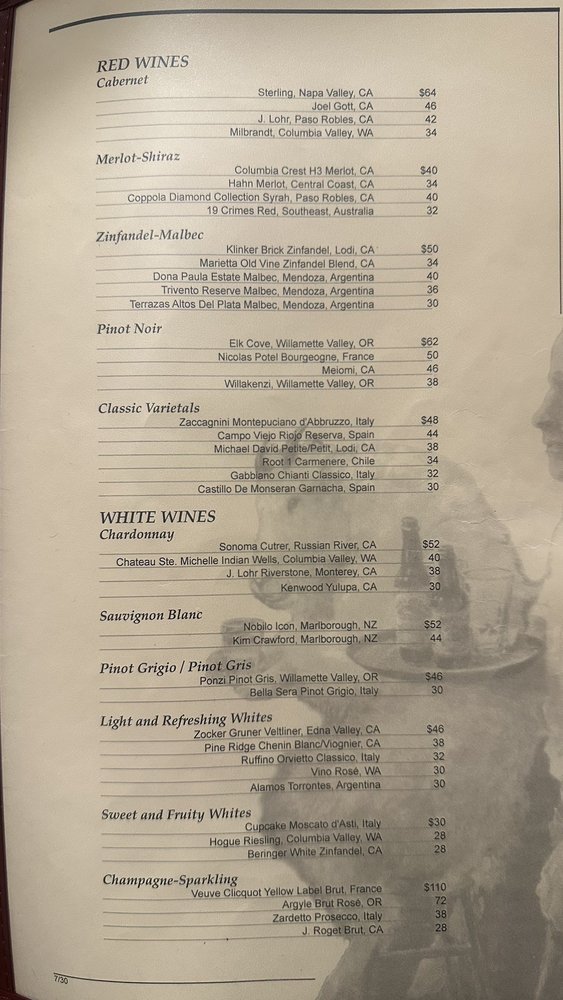 RED WINES
Cabernet
Sterling, Napa Valley, CA $64
Joel Gott, CA 46
J. Lohr, Paso Robles, CA 42
Milbrandt, Columbia Valley, WA 34
Merlot-Shiraz
Columbia Crest H3 Merlot, CA $40
Hahn Merlot, Central Coast, CA 34
Coppola Diamond Collection Syrah, Paso Robles, CA 40
19 Crimes Red, Southeast, Australia 32
Zinfandel-Malbec
Klinker Brick Zinfandel, Lodi, CA $50
Marietta Old Vine Zinfandel Blend, CA 34
Dona Paula Estate Malbec, Mendoza, Argentina 40
Trivento Reserve Malbec, Mendoza, Argentina 36
Terrazas Altos Del Plata Malbec, Mendoza, Argentina 30
Pinot Noir
Elk Cove, Willamette Valley, OR $62
Nicolas Potel Bourgeogne, France 50
Meiomi, CA 46
Willakenzi, Willamette Valley, OR 38
Classic Varietals
Zaccagnini Montepuciano d'Abbruzzo, Italy $48
Campo Viejo Riojo Reserva, Spain 44
Michael David Petite/Petit, Lodi, CA 38
Root 1 Carmenere, Chile 34
Gabbiano Chianti Classico, Italy 32
Castillo De Monseran Garnacha, Spain 30
WHITE WINES
Chardonnay
Sonoma Cutrer, Russian River, CA $52
Chateau Ste. Michelle Indian Wells, Columbia Valley, WA 40
J. Lohr Riverstone, Monterey, CA 38
Kenwood Yulupa, CA 30
Sauvignon Blanc
Nobilo Icon, Marlborough, NZ $52
Kim Crawford, Marlborough, NZ 44
Pinot Grigio / Pinot Gris
Ponzi Pinot Gris, Willamette Valley, OR $46
Bella Sera Pinot Grigio, Italy 30
Light and Refreshing Whites
Zocker Gruner Veltliner, Edna Valley, CA $46
Pine Ridge Chenin Blanc/Viognier, CA 38
Ruffino Orvietto Classico, Italy 32
Vino Rosé, WA 30
Alamos Torrontes, Argentina 30
Sweet and Fruity Whites
Cupcake Moscato d'Asti, Italy $30
Hogue Riesling, Columbia Valley, WA 28
Beringer White Zinfandel, CA 28
Champagne-Sparkling
Veuve Clicquot Yellow Label Brut, France $110
Argyle Brut Rosé, OR 72
Zardetto Prosecco, Italy 38
J. Roget Brut, CA 28
7/30